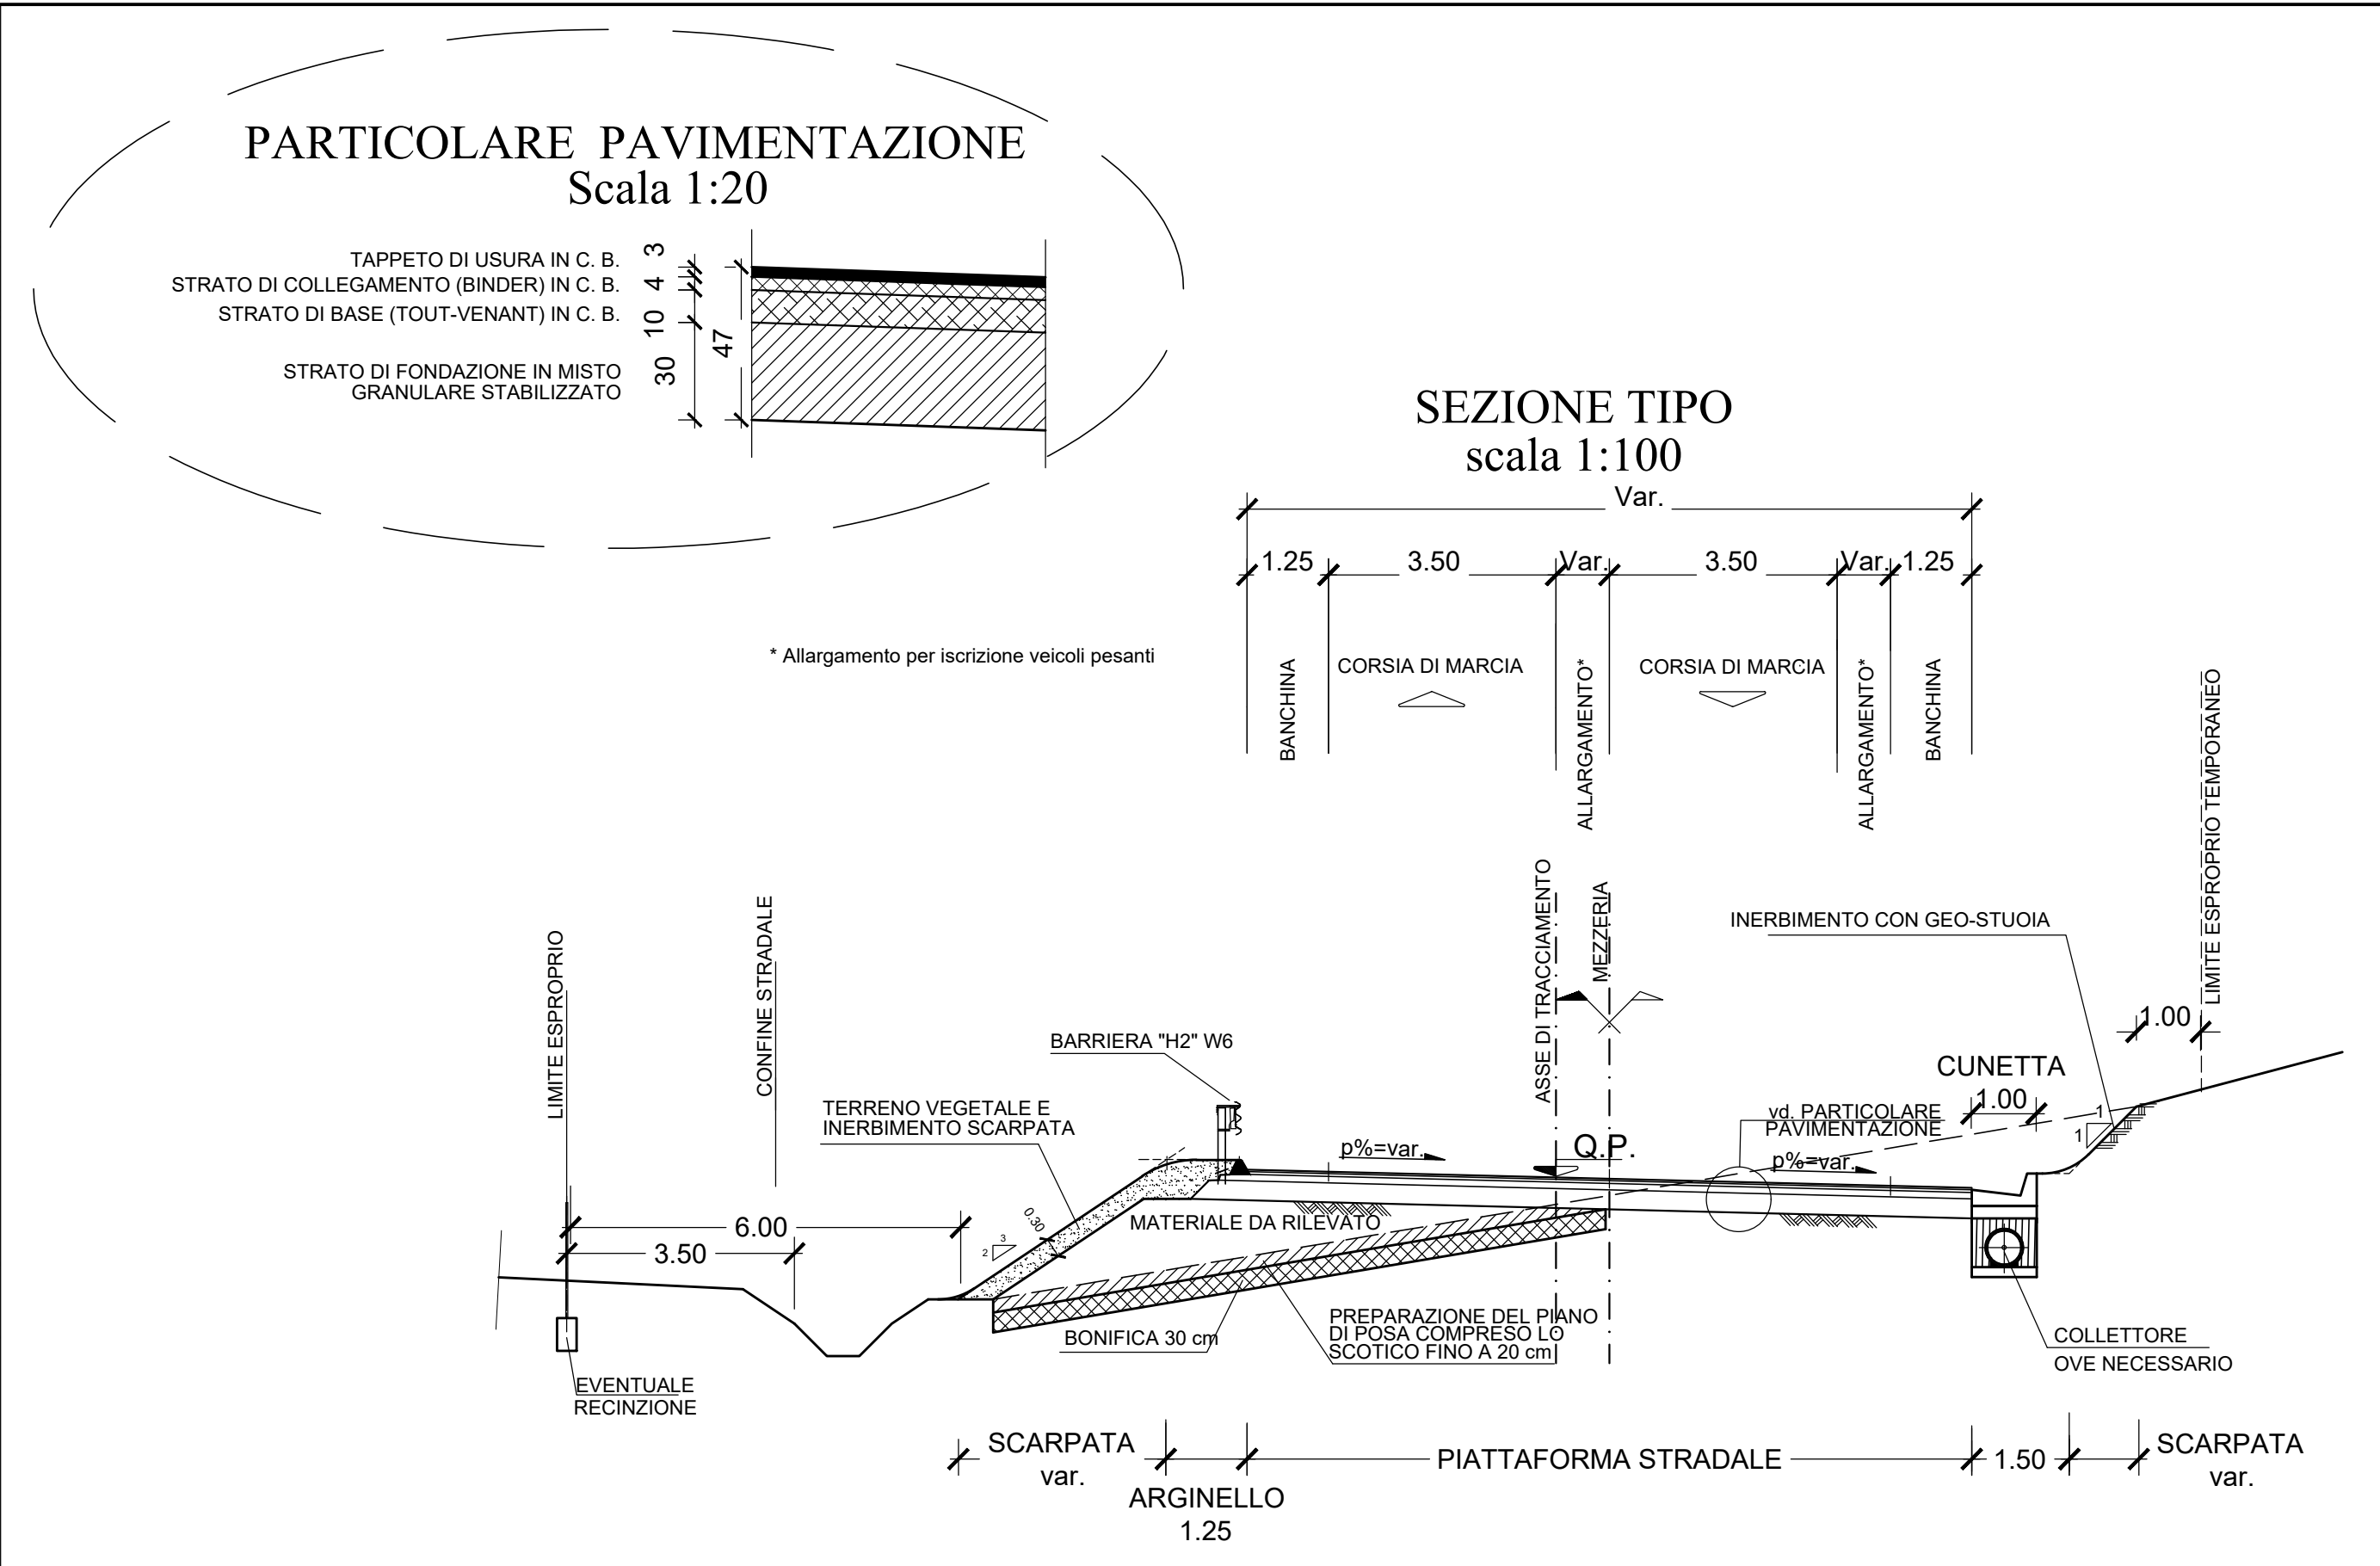 PARTICOLARE PAVIMENTAZIONE
Scala 1:20
TAPPETO DI USURA IN C. B.
3
STRATO DI COLLEGAMENTO (BINDER) IN C. B.
4
STRATO DI BASE (TOUT-VENANT) IN C. B.
10
STRATO DI FONDAZIONE IN MISTO
GRANULARE STABILIZZATO
30
47
SEZIONE TIPO
scala 1:100
Var.
1.25
3.50
Var.
3.50
Var.
1.25
* Allargamento per iscrizione veicoli pesanti
BANCHINA
CORSIA DI MARCIA
ALLARGAMENTO*
CORSIA DI MARCIA
ALLARGAMENTO*
BANCHINA
LIMITE ESPROPRIO TEMPORANEO
LIMITE ESPROPRIO
CONFINE STRADALE
ASSE DI TRACCIAMENTO
MEZZERIA
INERBIMENTO CON GEO-STUOIA
1.00
BARRIERA "H2" W6
CUNETTA
1.00
TERRENO VEGETALE E
INERBIMENTO SCARPATA
vd. PARTICOLARE
PAVIMENTAZIONE
1
1
p%=var.
Q.P.
p%=var.
6.00
3.50
0.30
3
2
MATERIALE DA RILEVATO
BONIFICA 30 cm
PREPARAZIONE DEL PIANO
DI POSA COMPRESO LO
SCOTICO FINO A 20 cm
COLLETTORE
OVE NECESSARIO
EVENTUALE
RECINZIONE
SCARPATA
var.
ARGINELLO
1.25
PIATTAFORMA STRADALE
1.50
SCARPATA
var.